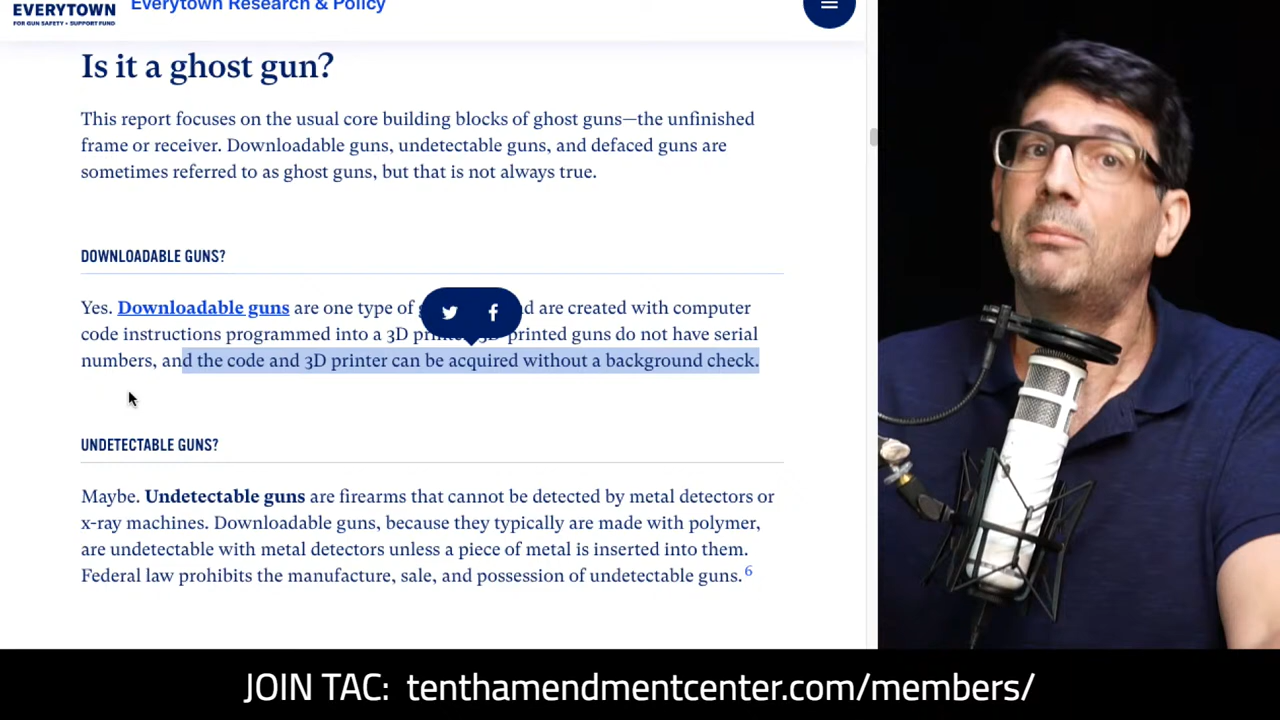 EVERYTOWN
FOR GUN SAFETY • SUPPORT FUND
Everytown Research & Policy
Is it a ghost gun?
This report focuses on the usual core building blocks of ghost guns—the unfinished
frame or receiver. Downloadable guns, undetectable guns, and defaced guns are
sometimes referred to as ghost guns, but that is not always true.
DOWNLOADABLE GUNS?
Yes. Downloadable guns are one type of are created with computer
code instructions programmed into a 3D printed guns do not have serial
numbers, and the code and 3D printer can be acquired without a background check.
UNDETECTABLE GUNS?
Maybe. Undetectable guns are firearms that cannot be detected by metal detectors or
x-ray machines. Downloadable guns, because they typically are made with polymer,
are undetectable with metal detectors unless a piece of metal is inserted into them.
Federal law prohibits the manufacture, sale, and possession of undetectable guns. 6
JOIN TAC: tenthamendmentcenter.com/members/